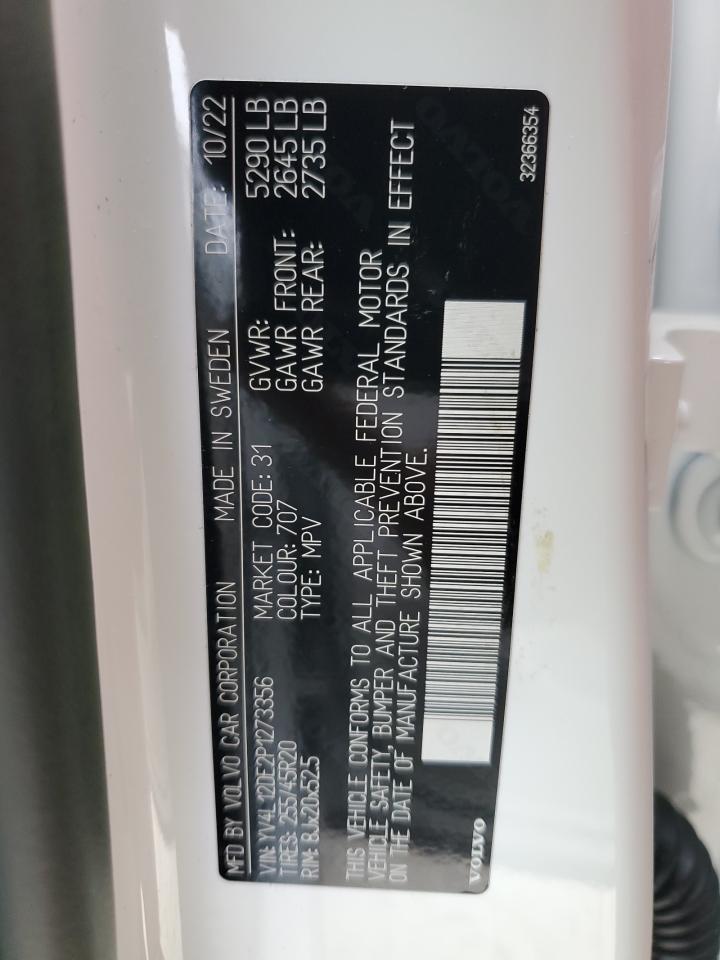 MFD BY VOLVO CAR CORPORATION MADE IN SWEDEN DATE: 10/22
VIN: YV4L12DE2P1273356 MARKET CODE: 31 GVWR: 5290 LB
TIRES: 255/45R20 COLOUR: 707 GAWR FRONT: 2645 LB
RIM: 8Jx20x52.5 TYPE: MPV GAWR REAR: 2735 LB
THIS VEHICLE CONFORMS TO ALL APPLICABLE FEDERAL MOTOR
VEHICLE SAFETY, BUMPER AND THEFT PREVENTION STANDARDS IN EFFECT
ON THE DATE OF MANUFACTURE SHOWN ABOVE.
VOLVO 32366354